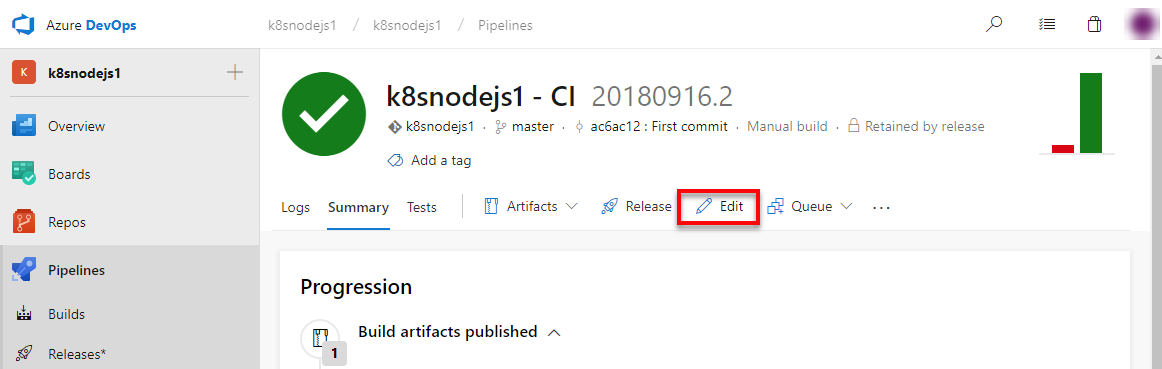 Azure DevOps
k8snodejs1 / k8snodejs1 / Pipelines
K k8snodejs1
Overview
Boards
Repos
Pipelines
Builds
Releases*
k8snodejs1 - CI 20180916.2
k8snodejs1 · master · ac6ac12 : First commit · Manual build · Retained by release
Add a tag
Logs Summary Tests Artifacts Release Edit Queue ...
Progression
Build artifacts published
1